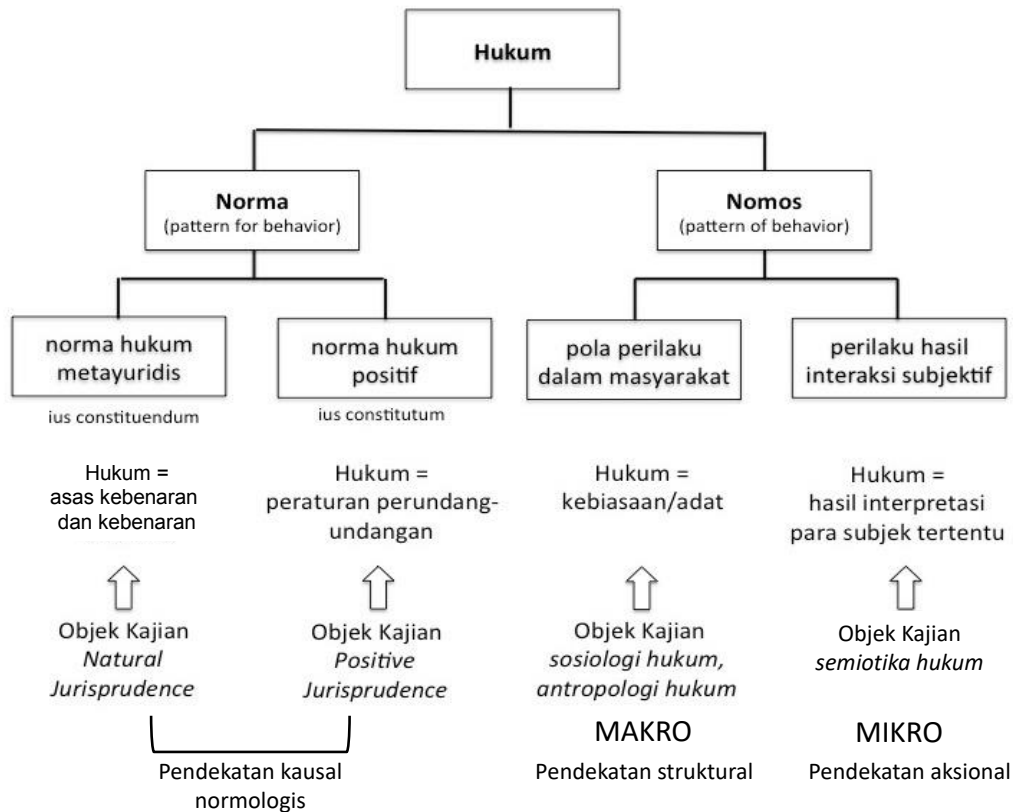 Hukum
Norma
(pattern for behavior)
Nomos
(pattern of behavior)
norma hukum
metayuridis
norma hukum
positif
pola perilaku
dalam masyarakat
perilaku hasil
interaksi subjektif
ius constituendum
ius constitutum
Hukum =
asas kebenaran
dan kebenaran
Hukum =
peraturan perundang-
undangan
Hukum =
kebiasaan/adat
Hukum =
hasil interpretasi
para subjek tertentu
Objek Kajian
Natural
Jurisprudence
Objek Kajian
Positive
Jurisprudence
Objek Kajian
sosiologi hukum,
antropologi hukum
Objek Kajian
semiotika hukum
MAKRO
MIKRO
Pendekatan kausal
normologis
Pendekatan struktural
Pendekatan aksional